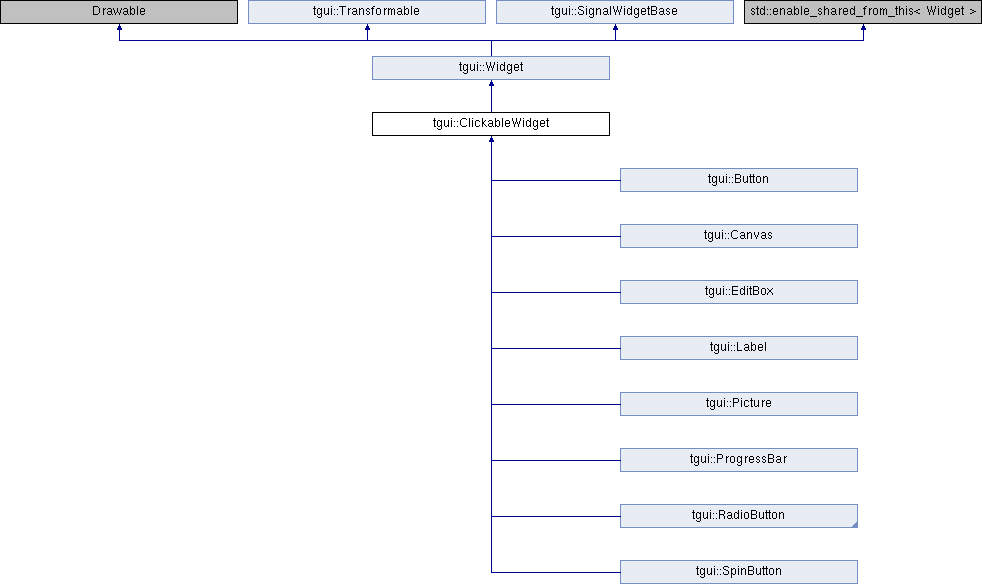 Drawable
tgui::Transformable
tgui::SignalWidgetBase
std::enable_shared_from_this< Widget >
tgui::Widget
tgui::ClickableWidget
tgui::Button
tgui::Canvas
tgui::EditBox
tgui::Label
tgui::Picture
tgui::ProgressBar
tgui::RadioButton
tgui::SpinButton